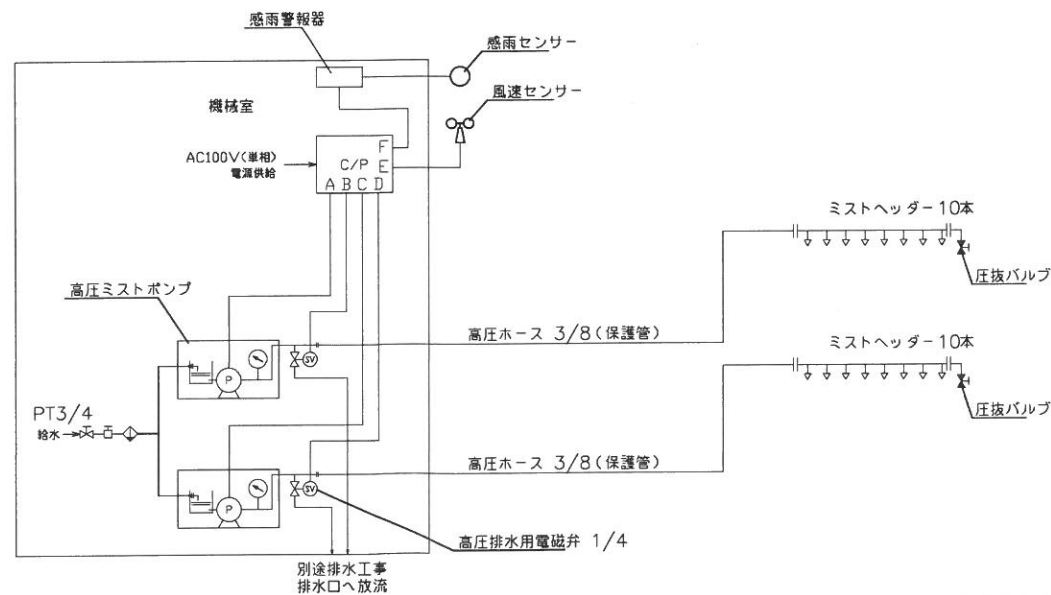 感雨警報器
感雨センサー
機械室
風速センサー
F
AC100V(単相)
電源供給
C/P
E
A B C D
ミストヘッダー 10本
圧抜バルブ
高圧ミストポンプ
高圧ホース 3/8(保護管)
ミストヘッダー 10本
P
SV
PT3/4
給水
圧抜バルブ
高圧ホース 3/8(保護管)
P
SV
高圧排水用電磁弁 1/4
別途排水工事
排水口へ放流